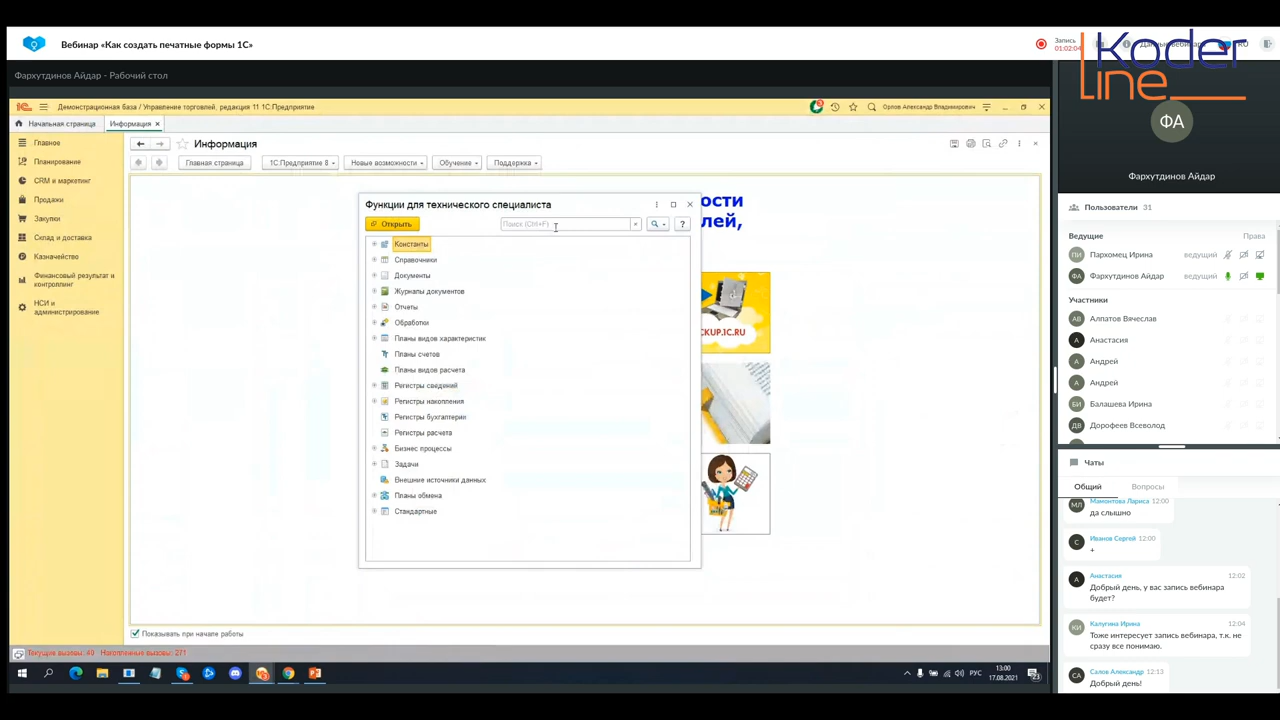 Вебинар «Как создать печатные формы 1С»
Запись
01:02:04
RU
Koder
line
Фархутдинов Айдар - Рабочий стол
Демонстрационная база / Управление торговлей, редакция 11 1С:Предприятие
Орлов Александр Владимирович
Начальная страница
Информация
Главное
Планирование
CRM и маркетинг
Продажи
Закупки
Склад и доставка
Казначейство
Финансовый результат и
контроллинг
НСИ и
администрирование
Информация
Главная страница
1С:Предприятие 8
Новые возможности
Обучение
Поддержка
ости
лей,
CKUP.1C.RU
Функции для технического специалиста
Открыть
Поиск (Ctrl+F)
?
Константы
Справочники
Документы
Журналы документов
Отчеты
Обработки
Планы видов характеристик
Планы счетов
Планы видов расчета
Регистры сведений
Регистры накопления
Регистры бухгалтерии
Регистры расчета
Бизнес процессы
Задачи
Внешние источники данных
Планы обмена
Стандартные
Показывать при начале работы
Текущие вызовы: 40 Накопленные вызовы: 271
РУС
13:00
17.08.2021
ФА
Фархутдинов Айдар
Пользователи 31
Ведущие
Права
ПИ Пархомец Ирина
ФА Фархутдинов Айдар ведущий
Участники
АВ Алпатов Вячеслав
А Анастасия
А Андрей
А Андрей
БИ Балашева Ирина
ДВ Дорофеев Всеволод
Чаты
Общий
Вопросы
МЛ Мамонтова Лариса 12:00
да слышно
С Иванов Сергей 12:00
+
А Анастасия 12:02
Добрый день, у вас запись вебинара
будет?
КИ Калугина Ирина 12:04
Тоже интересует запись вебинара, т.к. не
сразу все понимаю.
СА Салов Александр 12:13
Добрый день!